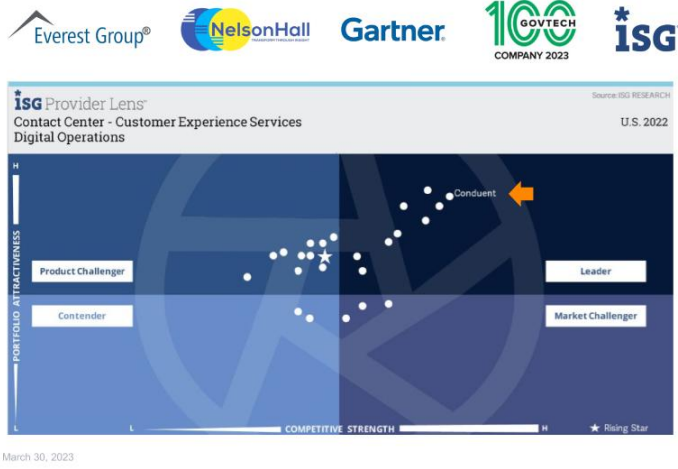 Everest Group®
NelsonHall
Gartner
100 GOVTECH
COMPANY 2023
ISG
ISG Provider Lens™
Source: ISG RESEARCH
Contact Center - Customer Experience Services
U.S. 2022
Digital Operations
H
Conduent
PORTFOLIO ATTRACTIVENESS
Product Challenger
Leader
Contender
Market Challenger
L
L
COMPETITIVE STRENGTH
H
★ Rising Star
March 30, 2023